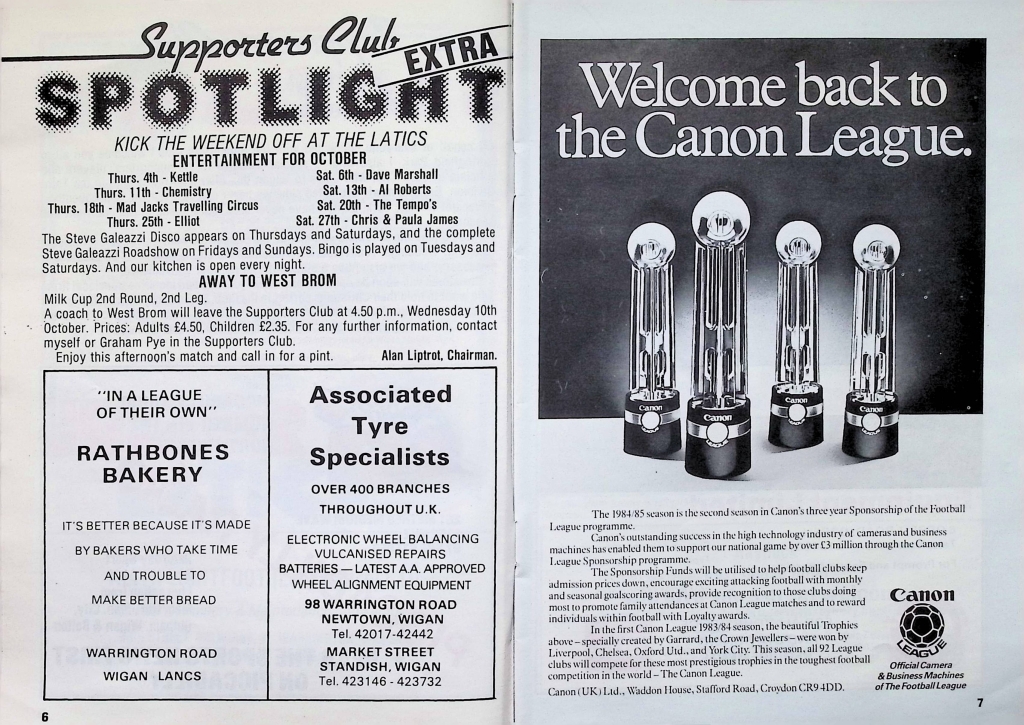 Supporters Club
EXTRA
SPOTLIGHT
KICK THE WEEKEND OFF AT THE LATICS
ENTERTAINMENT FOR OCTOBER
Thurs. 4th - Kettle
Thurs. 11th - Chemistry
Thurs. 18th - Mad Jacks Travelling Circus
Thurs. 25th - Elliot
Sat. 6th - Dave Marshall
Sat. 13th - Al Roberts
Sat. 20th - The Tempo's
Sat. 27th - Chris & Paula James
The Steve Galeazzi Disco appears on Thursdays and Saturdays, and the complete
Steve Galeazzi Roadshow on Fridays and Sundays. Bingo is played on Tuesdays and
Saturdays. And our kitchen is open every night.
AWAY TO WEST BROM
Milk Cup 2nd Round, 2nd Leg.
A coach to West Brom will leave the Supporters Club at 4.50 p.m., Wednesday 10th
October. Prices: Adults £4.50, Children £2.35. For any further information, contact
myself or Graham Pye in the Supporters Club.
Enjoy this afternoon's match and call in for a pint. Alan Liptrot, Chairman.
"IN A LEAGUE
OF THEIR OWN"
RATHBONES
BAKERY
IT'S BETTER BECAUSE IT'S MADE
BY BAKERS WHO TAKE TIME
AND TROUBLE TO
MAKE BETTER BREAD
WARRINGTON ROAD
WIGAN LANCS
Associated
Tyre
Specialists
OVER 400 BRANCHES
THROUGHOUT U.K.
ELECTRONIC WHEEL BALANCING
VULCANISED REPAIRS
BATTERIES — LATEST A.A. APPROVED
WHEEL ALIGNMENT EQUIPMENT
98 WARRINGTON ROAD
NEWTOWN, WIGAN
Tel. 42017-42442
MARKET STREET
STANDISH, WIGAN
Tel. 423146 - 423732
6
Welcome back to
the Canon League.
Canon
Canon
Canon
Canon
The 1984/85 season is the second season in Canon's three year Sponsorship of the Football
League programme.
Canon's outstanding success in the high technology industry of cameras and business
machines has enabled them to support our national game by over £3 million through the Canon
League Sponsorship programme.
The Sponsorship Funds will be utilised to help football clubs keep
admission prices down, encourage exciting attacking football with monthly
and seasonal goalscoring awards, provide recognition to those clubs doing
most to promote family attendances at Canon League matches and to reward
individuals within football with Loyalty awards.
In the first Canon League 1983/84 season, the beautiful Trophies
above – specially created by Garrard, the Crown Jewellers – were won by
Liverpool, Chelsea, Oxford Utd., and York City. This season, all 92 League
clubs will compete for these most prestigious trophies in the toughest football
competition in the world – The Canon League.
Canon (UK) Ltd., Waddon House, Stafford Road, Croydon CR9 4DD.
Canon
LEAGUE
Official Camera
& Business Machines
of The Football League
7